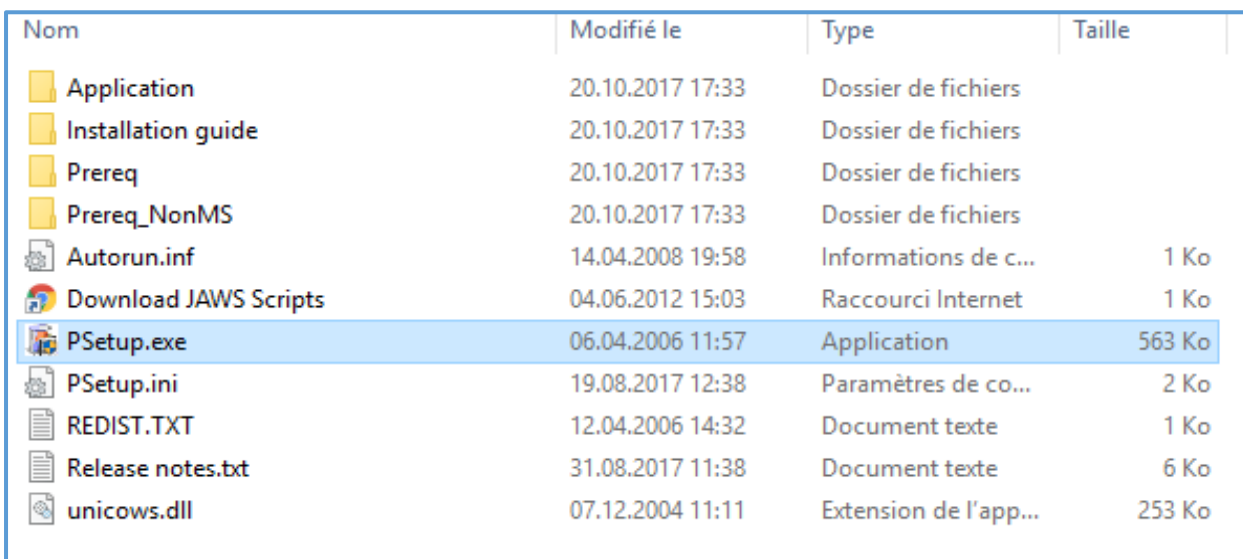 Nom Modifié le Type Taille
Application 20.10.2017 17:33 Dossier de fichiers
Installation guide 20.10.2017 17:33 Dossier de fichiers
Prereq 20.10.2017 17:33 Dossier de fichiers
Prereq_NonMS 20.10.2017 17:33 Dossier de fichiers
Autorun.inf 14.04.2008 19:58 Informations de c... 1 Ko
Download JAWS Scripts 04.06.2012 15:03 Raccourci Internet 1 Ko
PSetup.exe 06.04.2006 11:57 Application 563 Ko
PSetup.ini 19.08.2017 12:38 Paramètres de co... 2 Ko
REDIST.TXT 12.04.2006 14:32 Document texte 1 Ko
Release notes.txt 31.08.2017 11:38 Document texte 6 Ko
unicows.dll 07.12.2004 11:11 Extension de l'app... 253 Ko